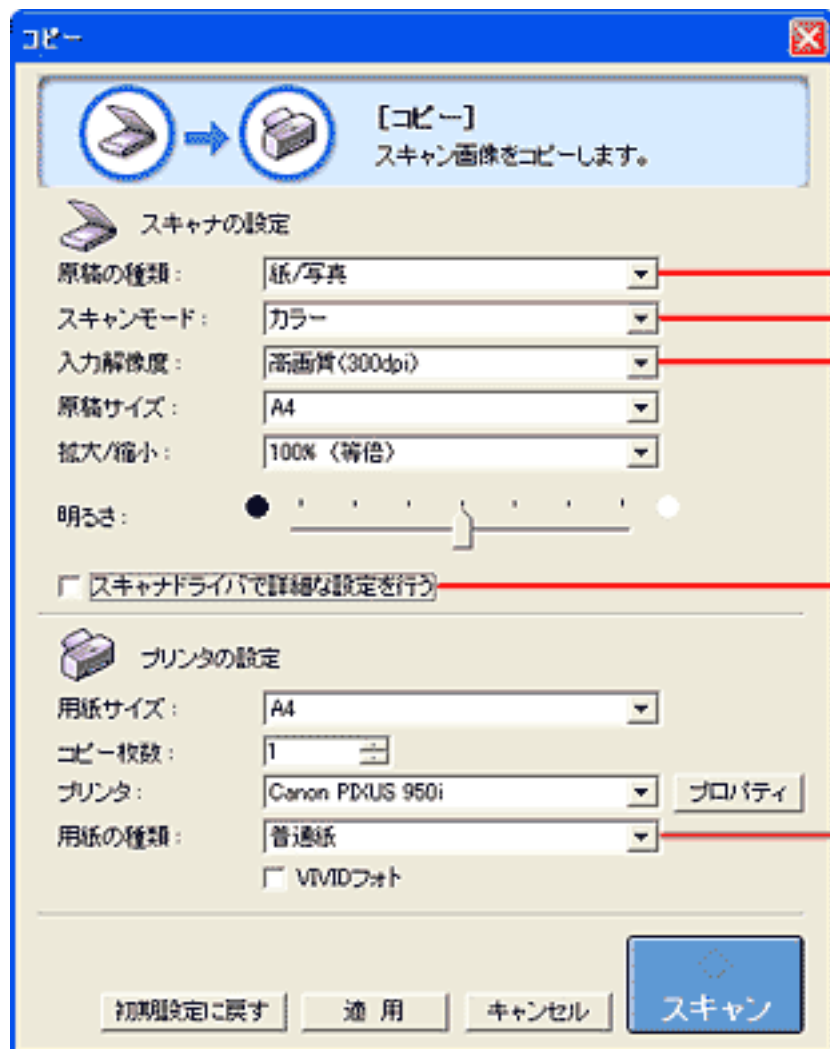 コピー
[コピー]
スキャン画像をコピーします。
スキャナの設定
原稿の種類： 紙/写真
スキャンモード： カラー
入力解像度： 高画質(300dpi)
原稿サイズ： A4
拡大/縮小： 100% (等倍)
明るさ：
スキャナドライバで詳細な設定を行う
プリンタの設定
用紙サイズ： A4
コピー枚数： 1
プリンタ： Canon PIXUS 950i プロパティ
用紙の種類： 普通紙
VIVIDフォト
初期設定に戻す 適 用 キャンセル スキャン